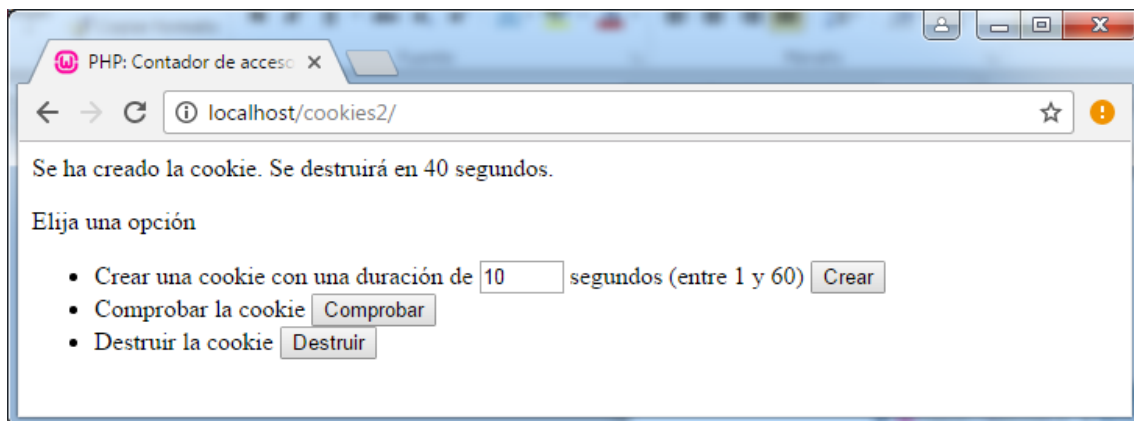 PHP: Contador de acceso
localhost/cookies2/
Se ha creado la cookie. Se destruirá en 40 segundos.
Elija una opción
Crear una cookie con una duración de 10 segundos (entre 1 y 60) Crear
Comprobar la cookie Comprobar
Destruir la cookie Destruir